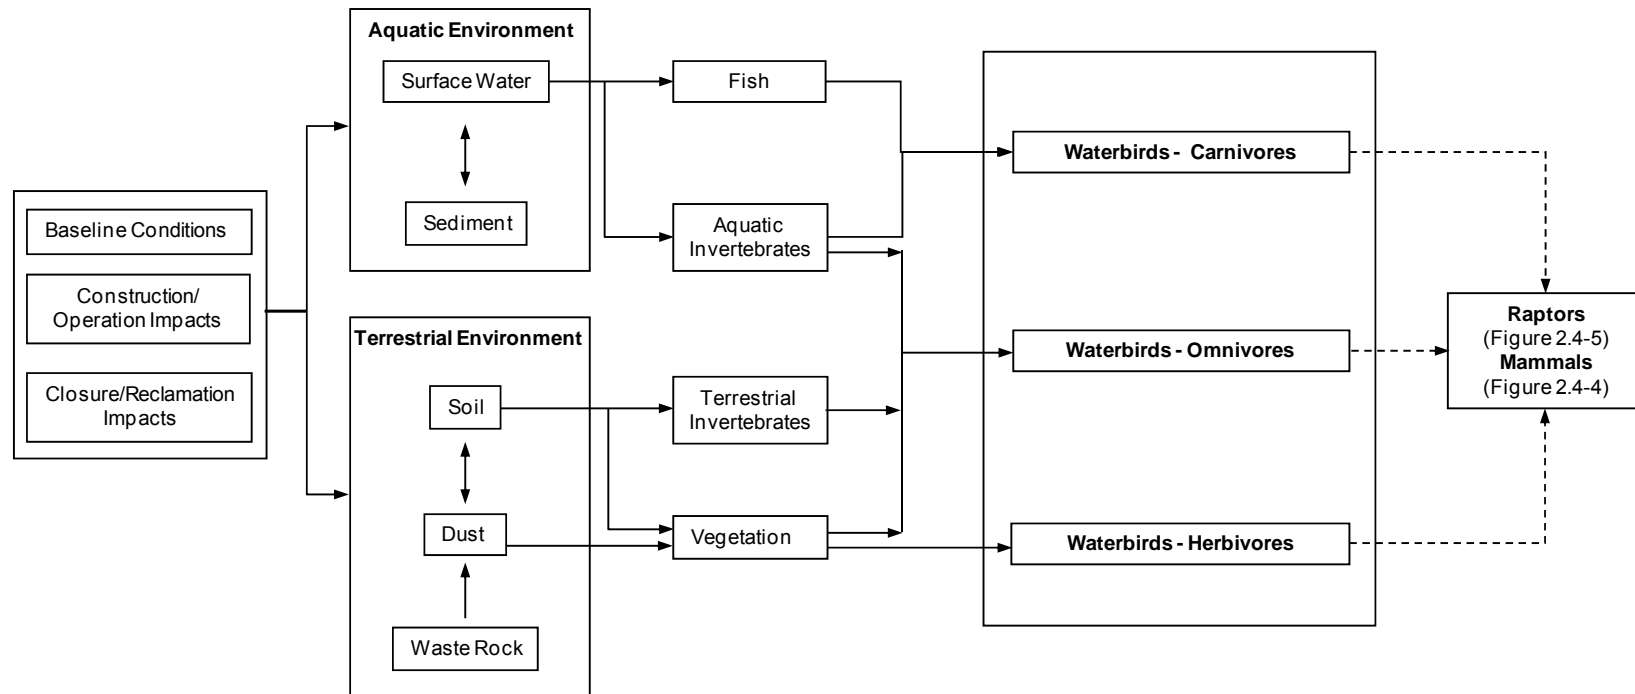 Baseline Conditions
Construction/
Operation Impacts
Closure/Reclamation
Impacts
Aquatic Environment
Surface Water
Sediment
Terrestrial Environment
Soil
Dust
Waste Rock
Fish
Aquatic
Invertebrates
Terrestrial
Invertebrates
Vegetation
Waterbirds - Carnivores
Waterbirds - Omnivores
Waterbirds - Herbivores
Raptors
(Figure 2.4-5)
Mammals
(Figure 2.4-4)